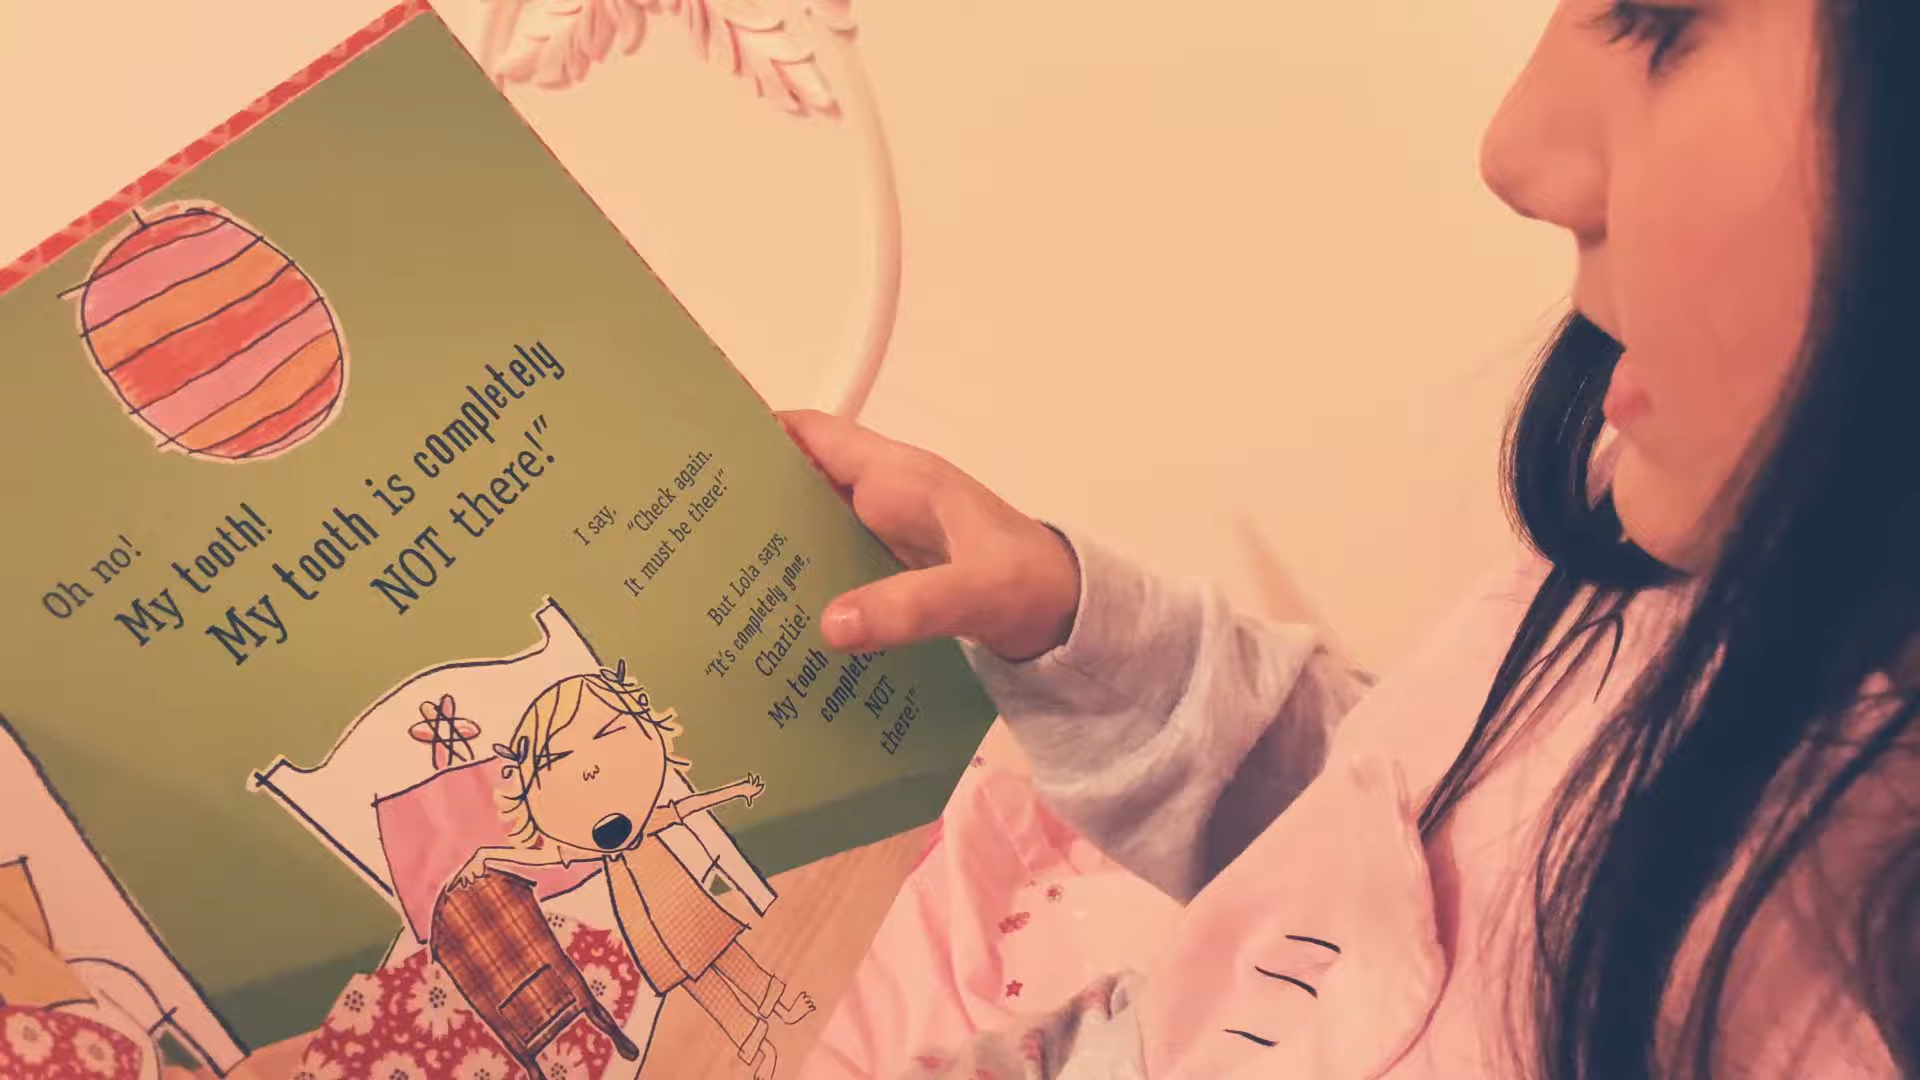 Oh no!
My tooth!
My tooth is completely
NOT there!”
I say,
“Check again.
It must be there!”
But Lola says,
“It’s completely gone,
Charlie!
My tooth
completely
NOT
there!”